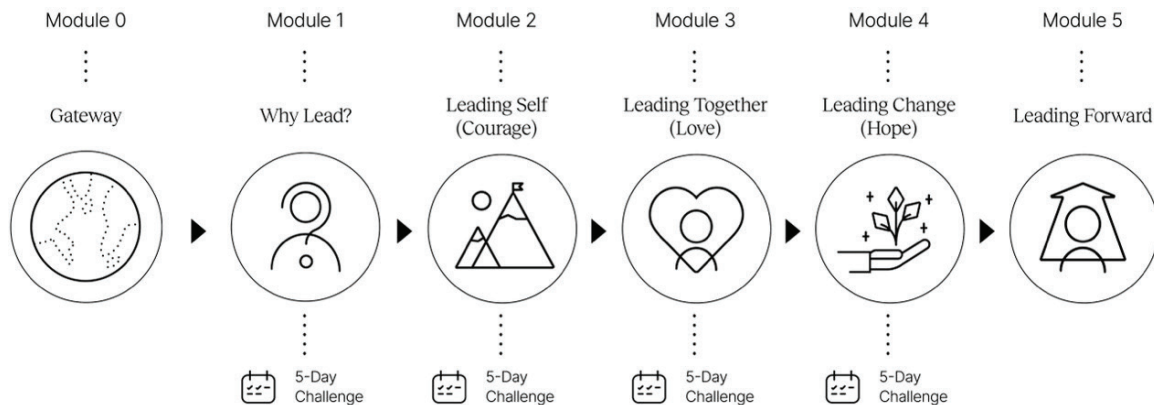 Module 0
Module 1
Module 2
Module 3
Module 4
Module 5
Gateway
Why Lead?
Leading Self
(Courage)
Leading Together
(Love)
Leading Change
(Hope)
Leading Forward
5-Day
Challenge
5-Day
Challenge
5-Day
Challenge
5-Day
Challenge